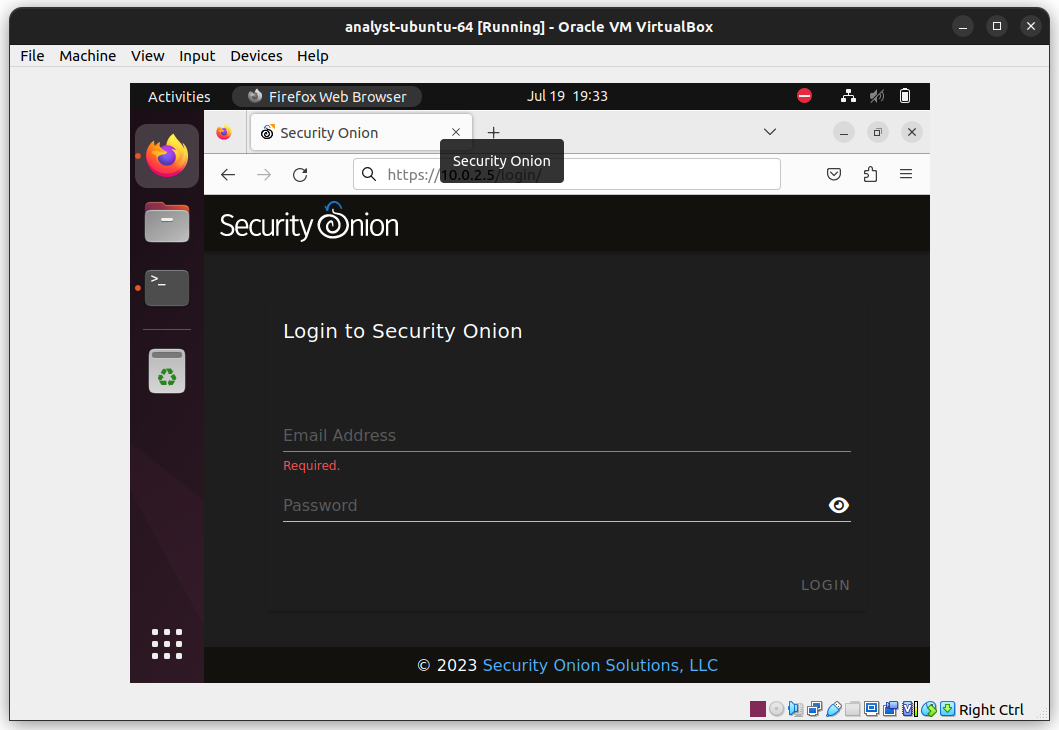 analyst-ubuntu-64 [Running] - Oracle VM VirtualBox
File Machine View Input Devices Help
Activities Firefox Web Browser Jul 19 19:33
Security Onion
Security Onion
https://10.0.2.5/login/
Security Onion
Login to Security Onion
Email Address
Required.
Password
LOGIN
© 2023 Security Onion Solutions, LLC
Right Ctrl